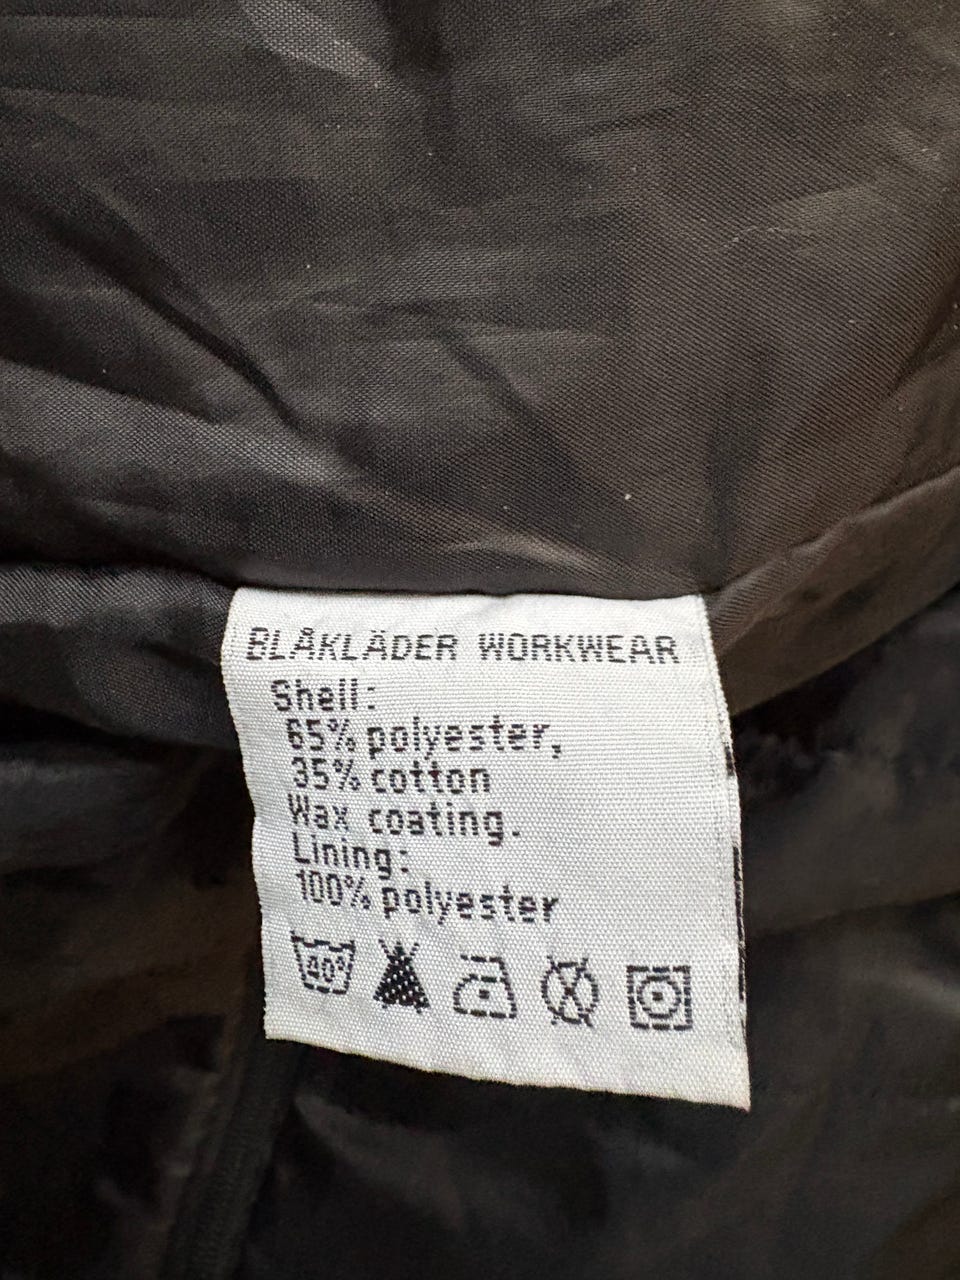 BLÅKLÄDER WORKWEAR
Shell:
65% polyester,
35% cotton
Wax coating.
Lining:
100% polyester
40°